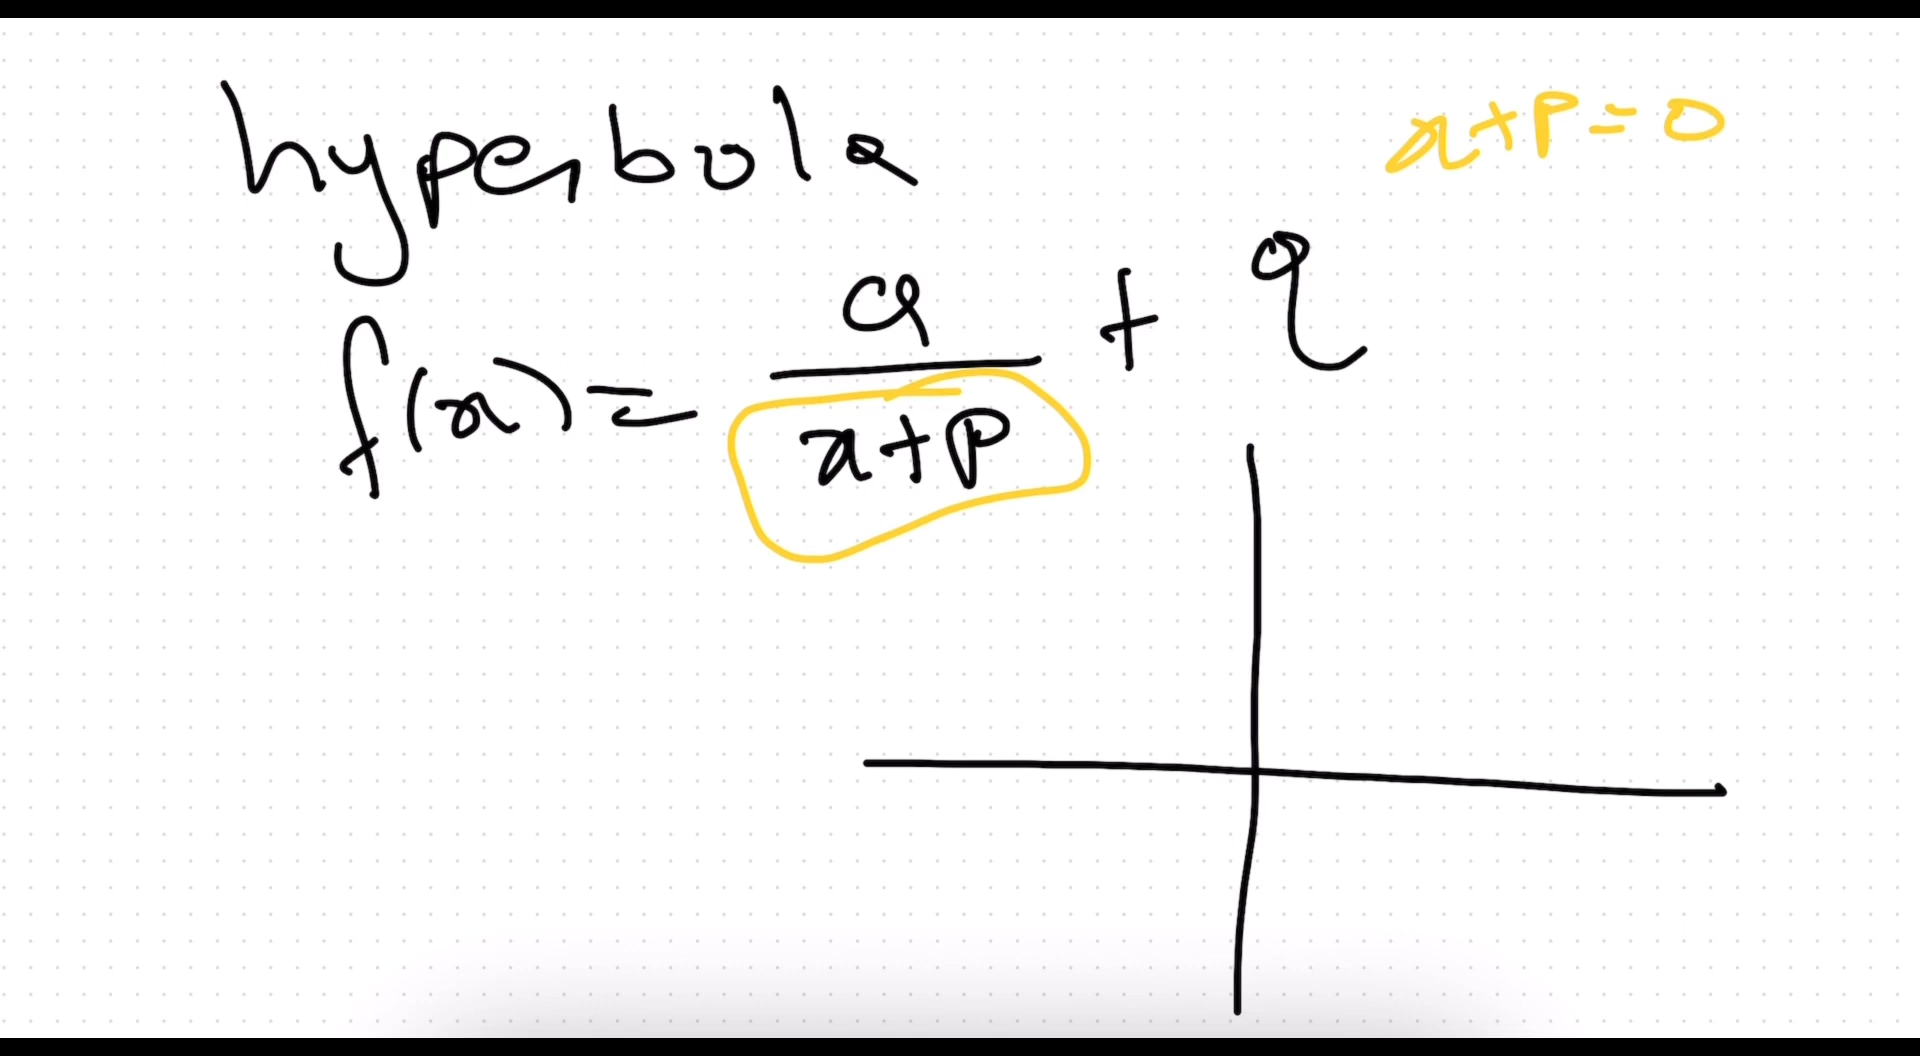 hyperbola
x+p=0
f(x) = a/(x+p) + q